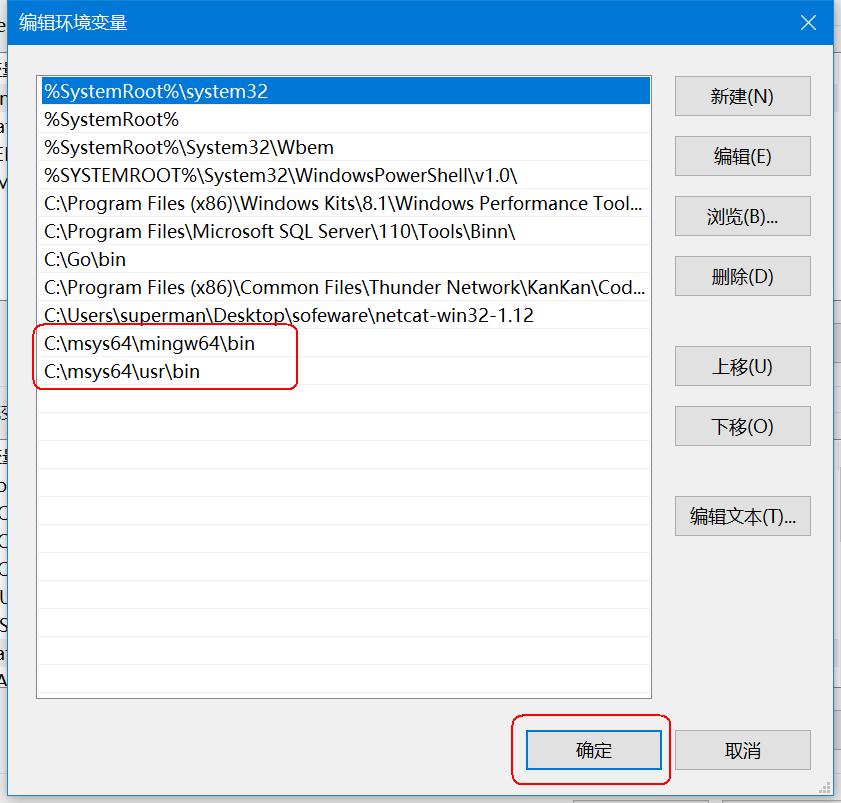 编辑环境变量
%SystemRoot%\system32
%SystemRoot%
%SystemRoot%\System32\Wbem
%SYSTEMROOT%\System32\WindowsPowerShell\v1.0\
C:\Program Files (x86)\Windows Kits\8.1\Windows Performance Tool...
C:\Program Files\Microsoft SQL Server\110\Tools\Binn\
C:\Go\bin
C:\Program Files (x86)\Common Files\Thunder Network\KanKan\Cod...
C:\Users\superman\Desktop\sofeware\netcat-win32-1.12
C:\msys64\mingw64\bin
C:\msys64\usr\bin
新建(N)
编辑(E)
浏览(B)...
删除(D)
上移(U)
下移(O)
编辑文本(T)...
确定
取消